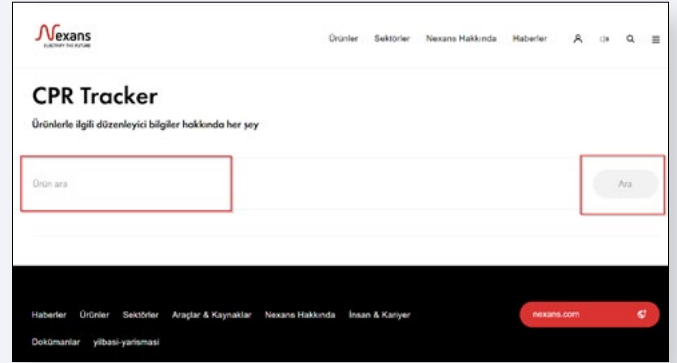 Nexans
ELECTRIFY THE FUTURE
Ürünler Sektörler Nexans Hakkında Haberler
CPR Tracker
Ürünlerle ilgili düzenleyici bilgiler hakkında her şey
Ürün ara
Ara
Haberler Ürünler Sektörler Araçlar & Kaynaklar Nexans Hakkında İnsan & Kariyer
nexans.com
Dokümanlar yilbasi-yarismasi